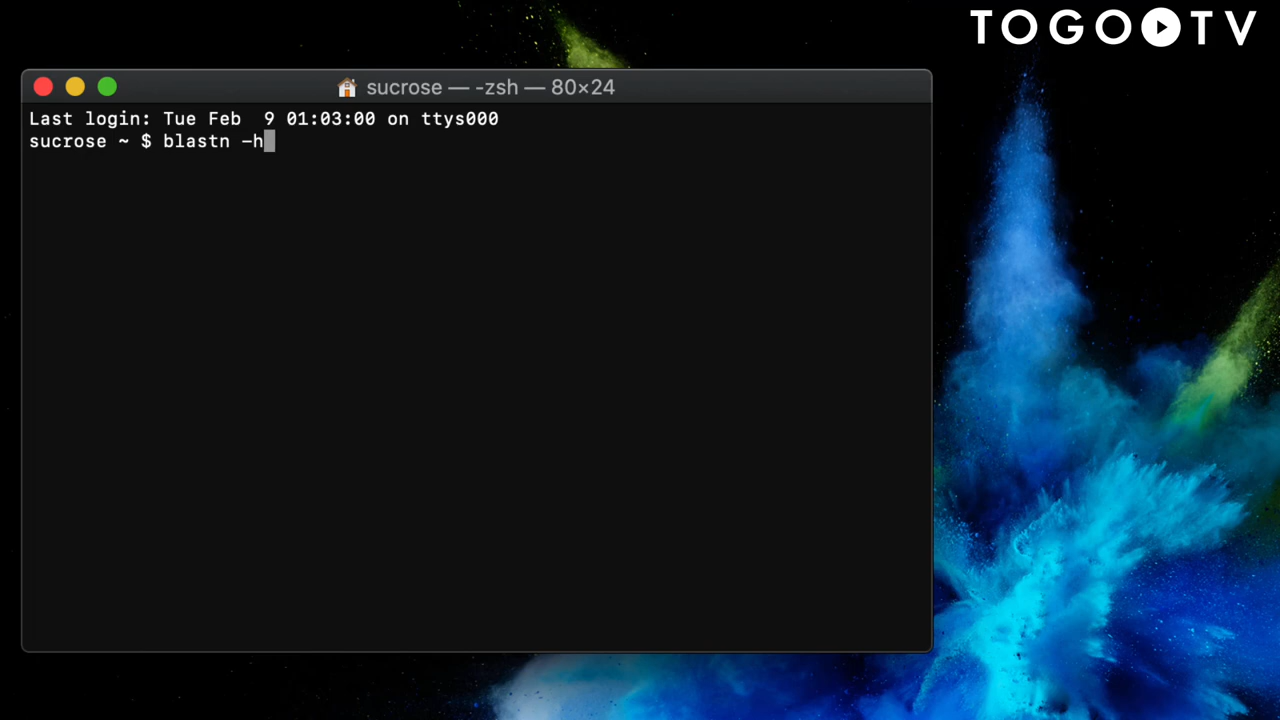 TOGO TV
sucrose — -zsh — 80×24
Last login: Tue Feb  9 01:03:00 on ttys000
sucrose ~ $ blastn -h